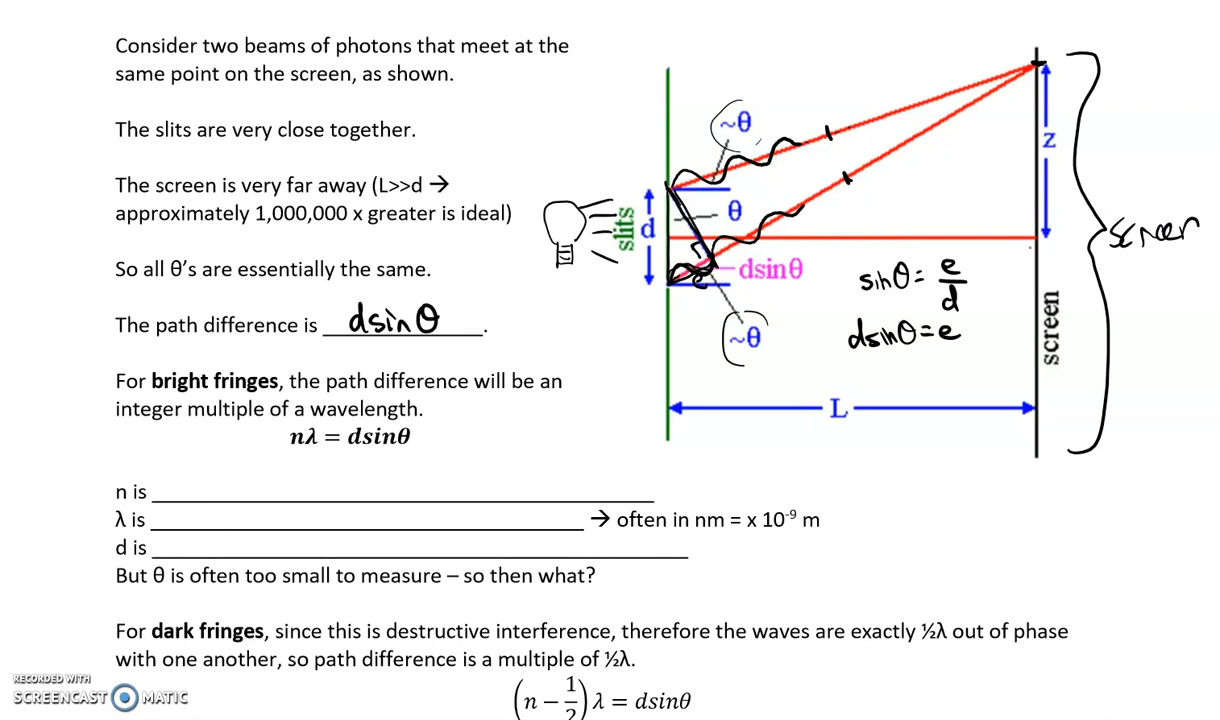 Consider two beams of photons that meet at the
same point on the screen, as shown.
The slits are very close together.
The screen is very far away (L>>d →
approximately 1,000,000 x greater is ideal)
So all θ's are essentially the same.
The path difference is dsinθ.
For bright fringes, the path difference will be an
integer multiple of a wavelength.
nλ = dsinθ
~θ
z
θ
slits
d
screen
dsinθ
e
sinθ = e/d
~θ
dsinθ = e
screen
L
n is ____
λ is ____ → often in nm = x 10⁻⁹ m
d is ____
But θ is often too small to measure – so then what?
For dark fringes, since this is destructive interference, therefore the waves are exactly ½λ out of phase
with one another, so path difference is a multiple of ½λ.
(n − 1/2) λ = dsinθ
RECORDED WITH
SCREENCAST MATIC